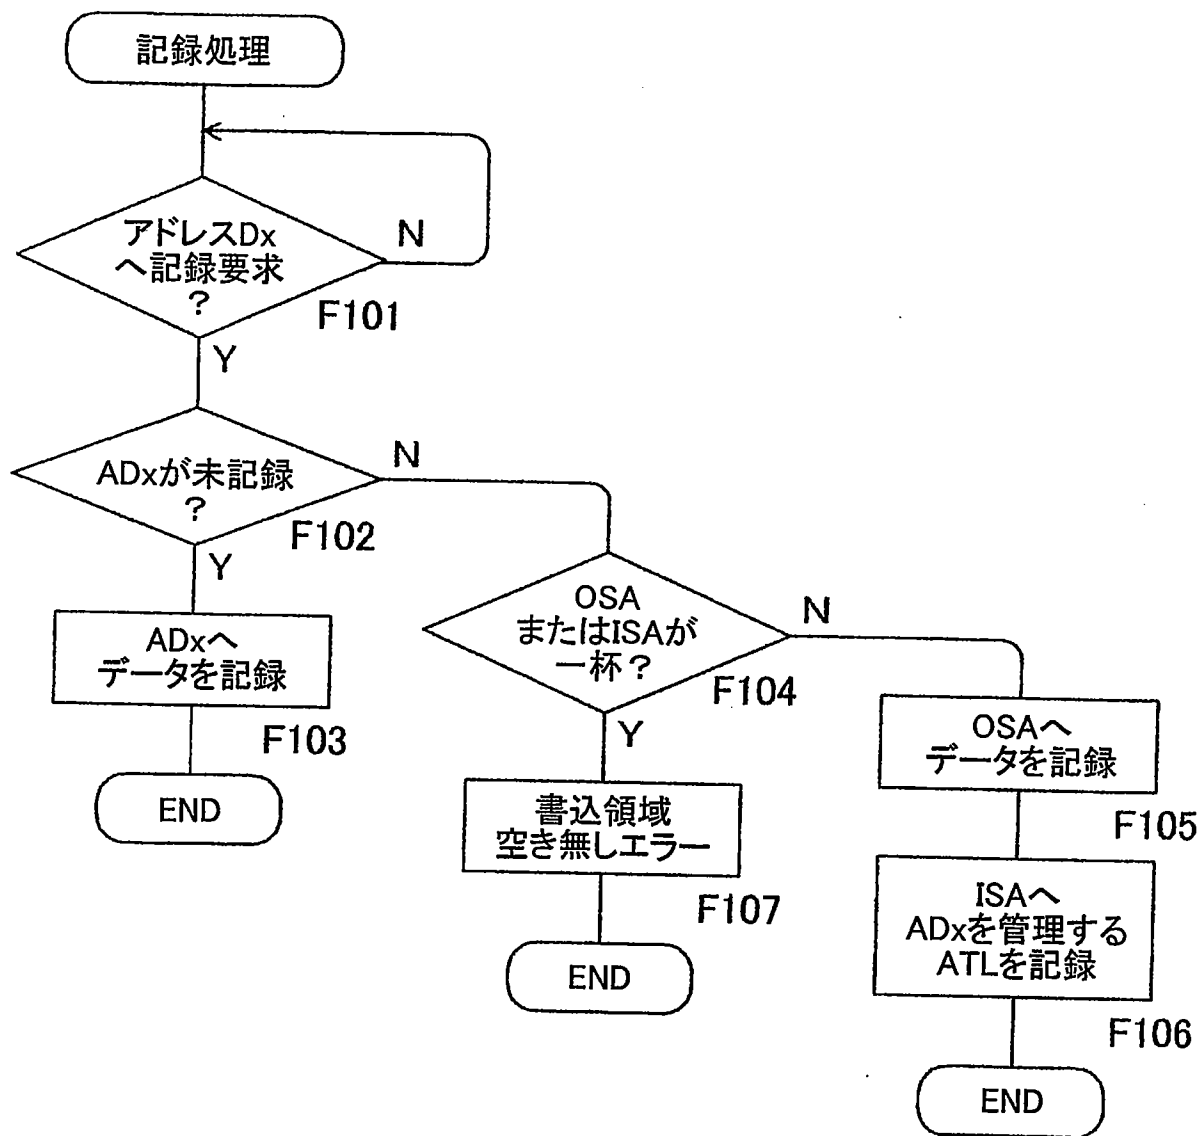 記録処理
アドレスDx
へ記録要求
?
N
F101
Y
ADxが未記録
?
N
F102
Y
ADxへ
データを記録
F103
END
OSA
またはISAが
一杯?
N
F104
Y
書込領域
空き無しエラー
F107
END
OSAへ
データを記録
F105
ISAへ
ADxを管理する
ATLを記録
F106
END